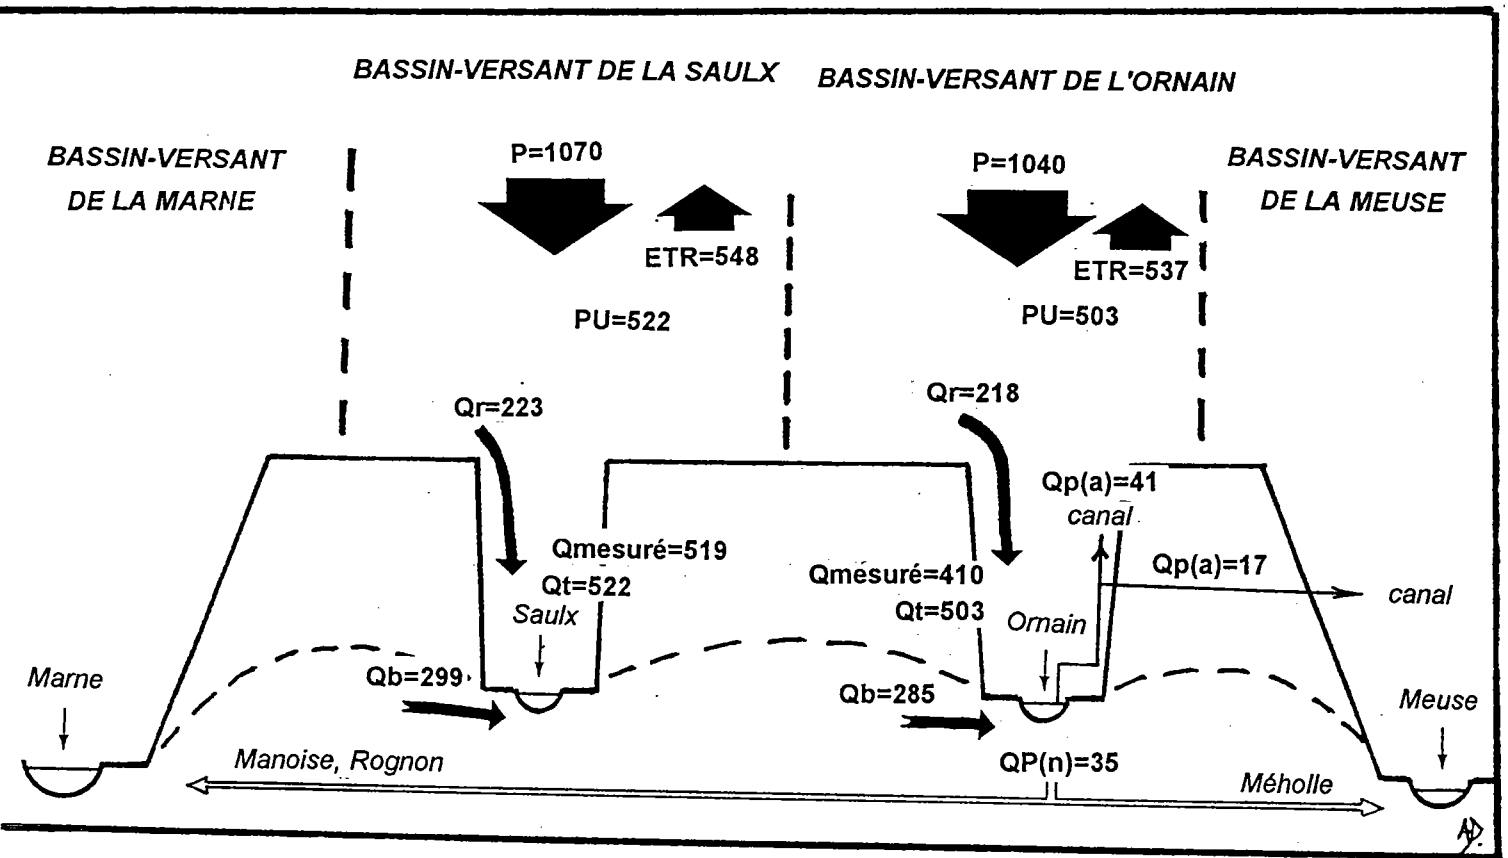 BASSIN-VERSANT DE LA SAULX
BASSIN-VERSANT DE L'ORNAIN
BASSIN-VERSANT
DE LA MARNE
BASSIN-VERSANT
DE LA MEUSE
P=1070
ETR=548
PU=522
P=1040
ETR=537
PU=503
Qr=223
Qr=218
Qmesuré=519
Qt=522
Saulx
Qmésuré=410
Qt=503
Ornain
Qp(a)=41
canal
Qp(a)=17
canal
Marne
Qb=299
Qb=285
Meuse
Manoise, Rognon
QP(n)=35
Méholle
AD.